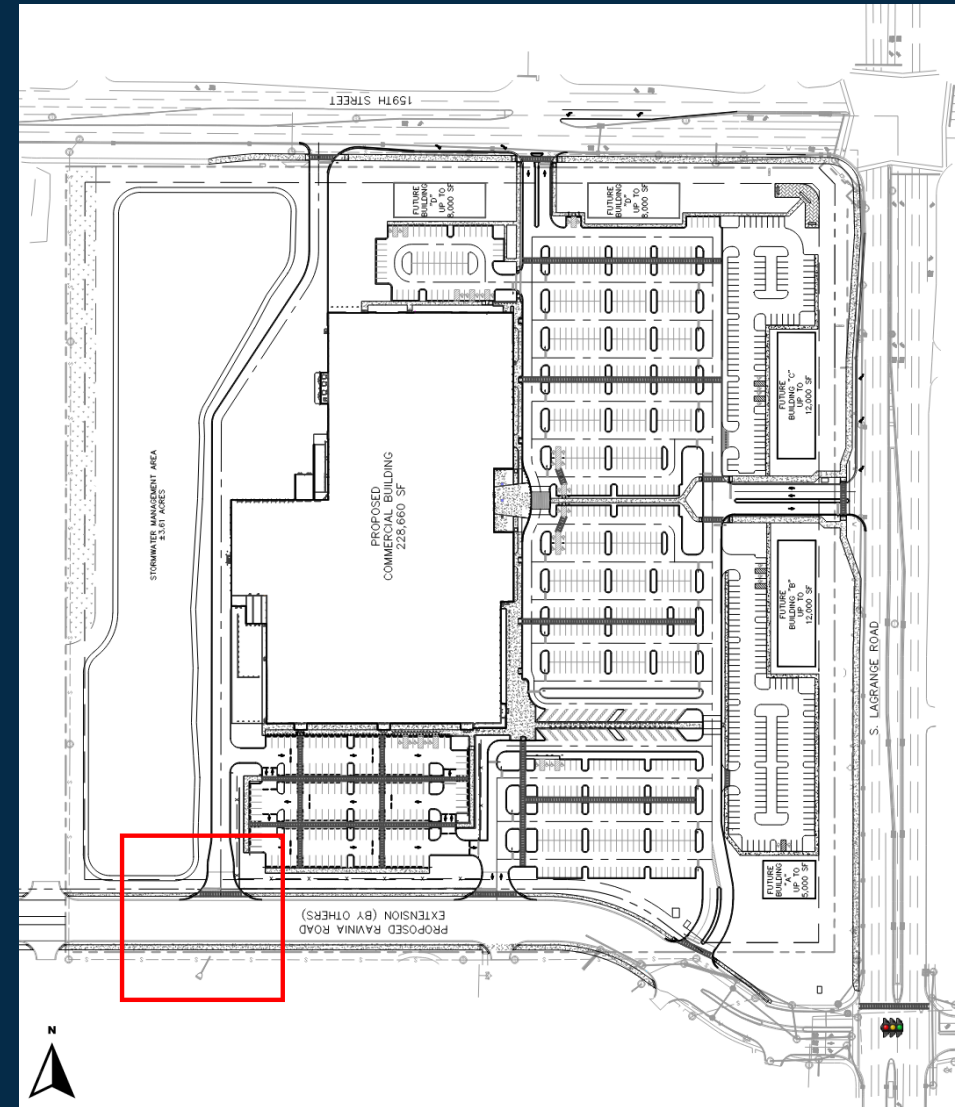 159TH STREET
FUTURE
BUILDING
"D"
UP TO
8,000 SF
FUTURE
BUILDING
"D"
UP TO
8,000 SF
FUTURE
BUILDING "C"
UP TO
12,000 SF
STORMWATER MANAGEMENT AREA
±3.61 ACRES
PROPOSED
COMMERCIAL BUILDING
228,660 SF
FUTURE
BUILDING "B"
UP TO
12,000 SF
S. LAGRANGE ROAD
FUTURE
BUILDING
"A"
UP TO
5,000 SF
PROPOSED RAVINIA ROAD
EXTENSION (BY OTHERS)
N